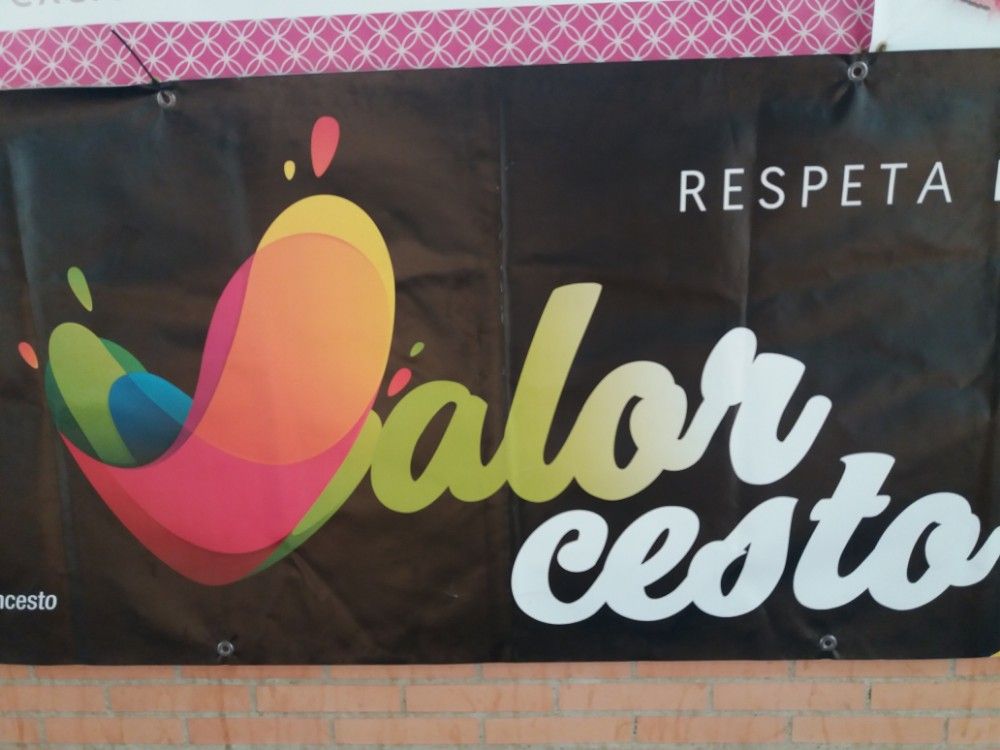 RESPETA
Valor
cesto
ncesto